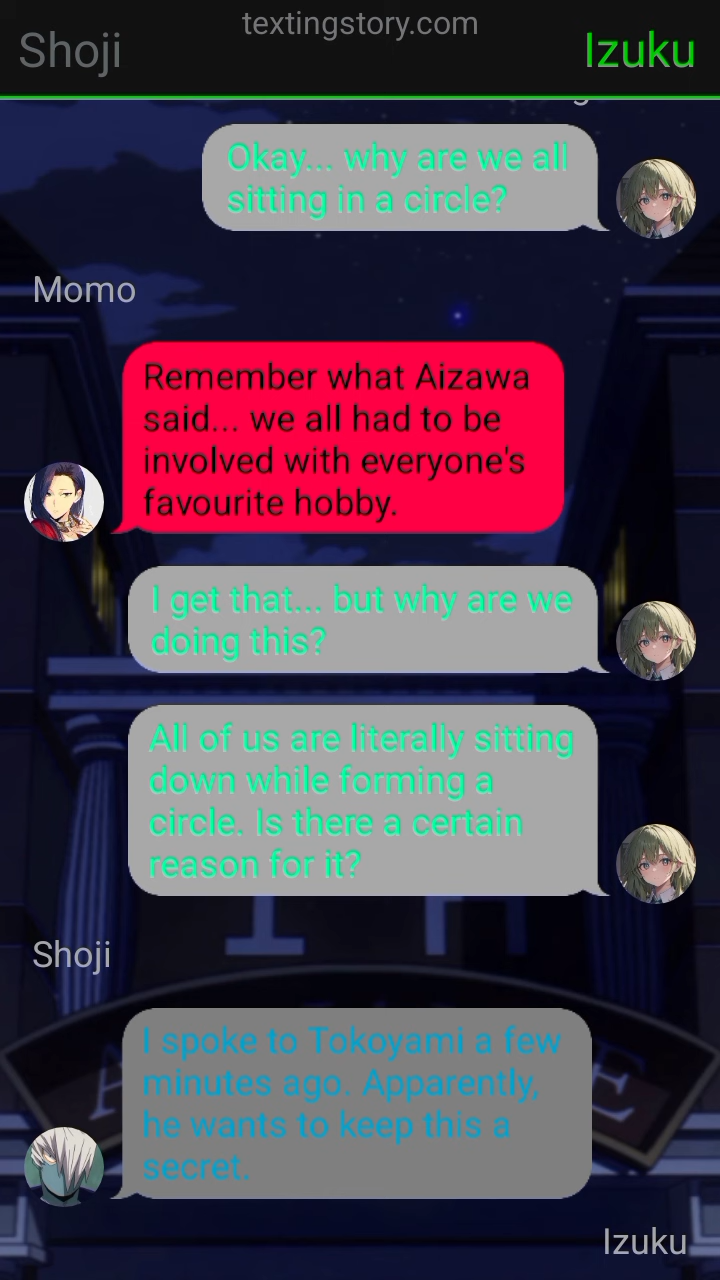 textingstory.com
Shoji
Izuku
Okay... why are we all
sitting in a circle?
Momo
Remember what Aizawa
said... we all had to be
involved with everyone's
favourite hobby.
I get that... but why are we
doing this?
All of us are literally sitting
down while forming a
circle. Is there a certain
reason for it?
Shoji
I spoke to Tokoyami a few
minutes ago. Apparently,
he wants to keep this a
secret.
Izuku